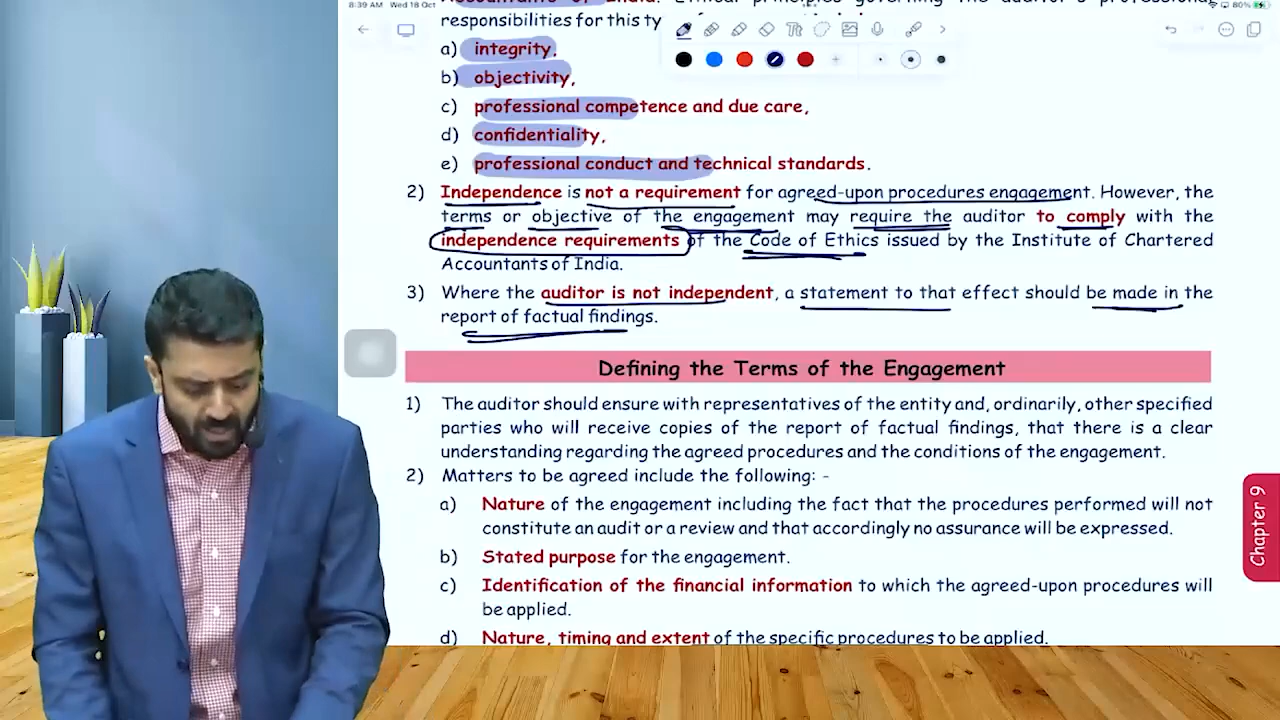 8:39 AM Wed 18 Oct
80%
responsibilities for this ty
a) integrity,
b) objectivity,
c) professional competence and due care,
d) confidentiality,
e) professional conduct and technical standards.
2) Independence is not a requirement for agreed-upon procedures engagement. However, the
terms or objective of the engagement may require the auditor to comply with the
independence requirements of the Code of Ethics issued by the Institute of Chartered
Accountants of India.
3) Where the auditor is not independent, a statement to that effect should be made in the
report of factual findings.
Defining the Terms of the Engagement
1) The auditor should ensure with representatives of the entity and, ordinarily, other specified
parties who will receive copies of the report of factual findings, that there is a clear
understanding regarding the agreed procedures and the conditions of the engagement.
2) Matters to be agreed include the following: -
a) Nature of the engagement including the fact that the procedures performed will not
constitute an audit or a review and that accordingly no assurance will be expressed.
b) Stated purpose for the engagement.
c) Identification of the financial information to which the agreed-upon procedures will
be applied.
d) Nature, timing and extent of the specific procedures to be applied.
Chapter 9